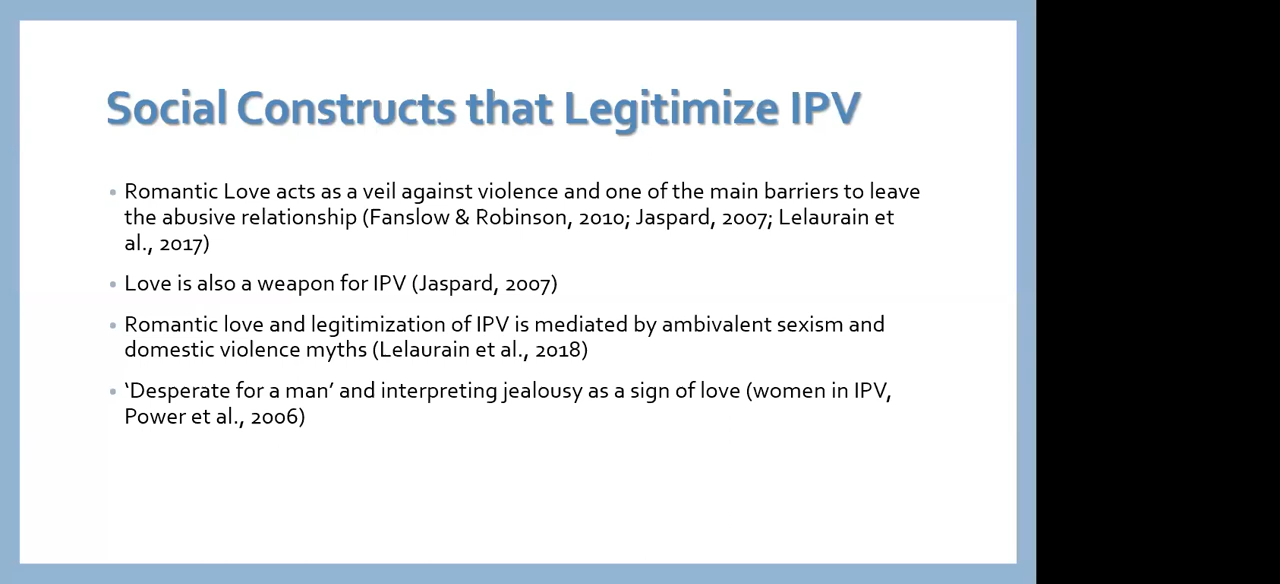 Social Constructs that Legitimize IPV
• Romantic Love acts as a veil against violence and one of the main barriers to leave
the abusive relationship (Fanslow & Robinson, 2010; Jaspard, 2007; Lelaurain et
al., 2017)
• Love is also a weapon for IPV (Jaspard, 2007)
• Romantic love and legitimization of IPV is mediated by ambivalent sexism and
domestic violence myths (Lelaurain et al., 2018)
• ‘Desperate for a man’ and interpreting jealousy as a sign of love (women in IPV,
Power et al., 2006)